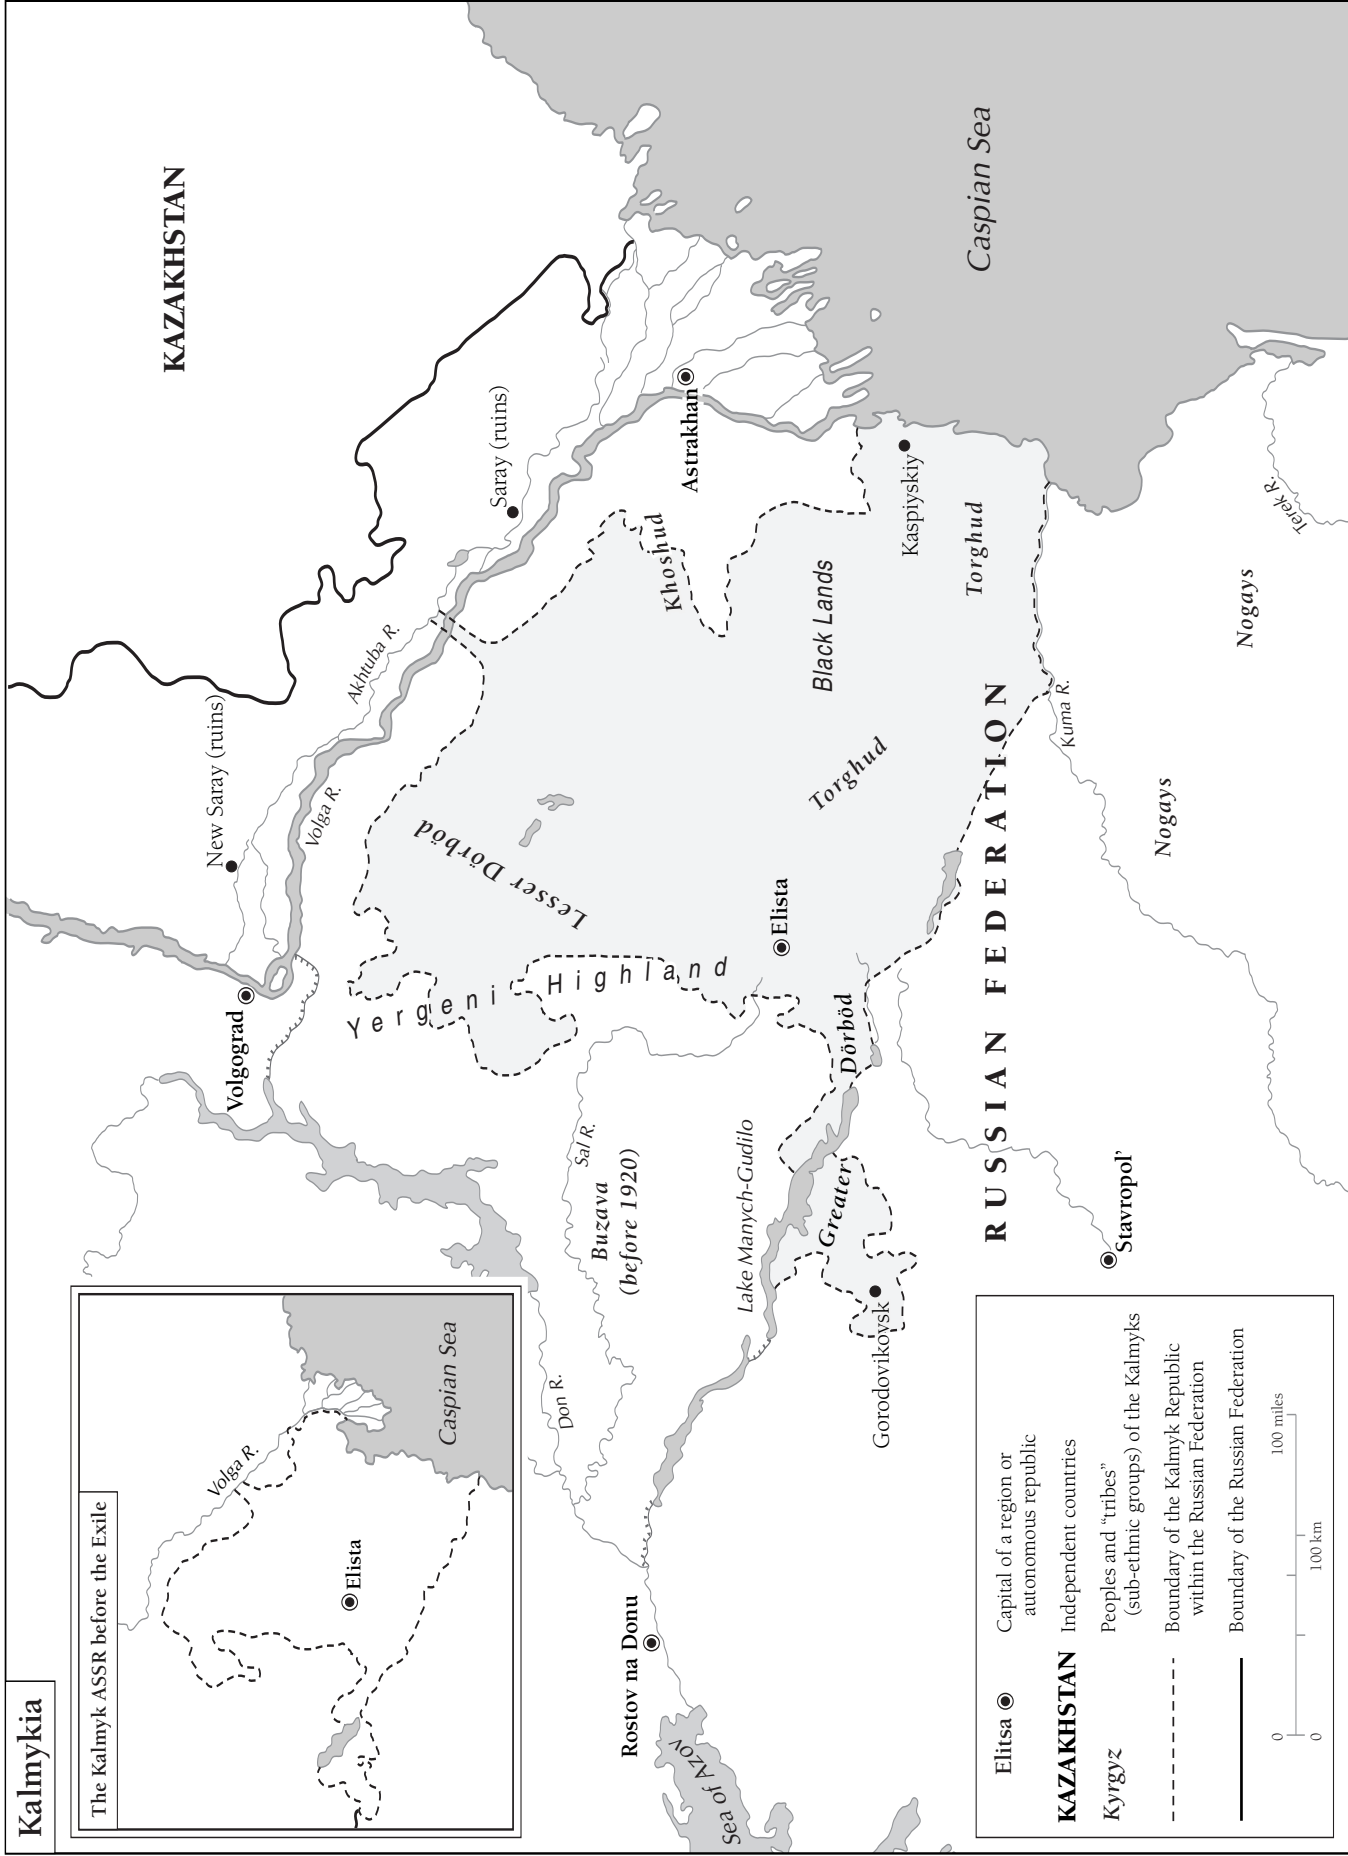 Kalmykia
The Kalmyk ASSR before the Exile
Volga R.
Elista
Caspian Sea
KAZAKHSTAN
Volgograd
New Saray (ruins)
Akhtuba R.
Volga R.
Saray (ruins)
Yergeni Highland
Lesser Dörböd
Khoshud
Astrakhan
Don R.
Sal R.
Buzava
(before 1920)
Rostov na Donu
Sea of Azov
Lake Manych-Gudilo
Elista
Torghud
Black Lands
Greater Dörböd
Gorodovikovsk
Kaspiyskiy
Torghud
Caspian Sea
RUSSIAN FEDERATION
Kuma R.
Stavropol'
Nogays
Nogays
Terek R.
Elitsa
Capital of a region or
autonomous republic
KAZAKHSTAN
Independent countries
Kyrgyz
Peoples and “tribes”
(sub-ethnic groups) of the Kalmyks
Boundary of the Kalmyk Republic
within the Russian Federation
Boundary of the Russian Federation
0
100 miles
0
100 km